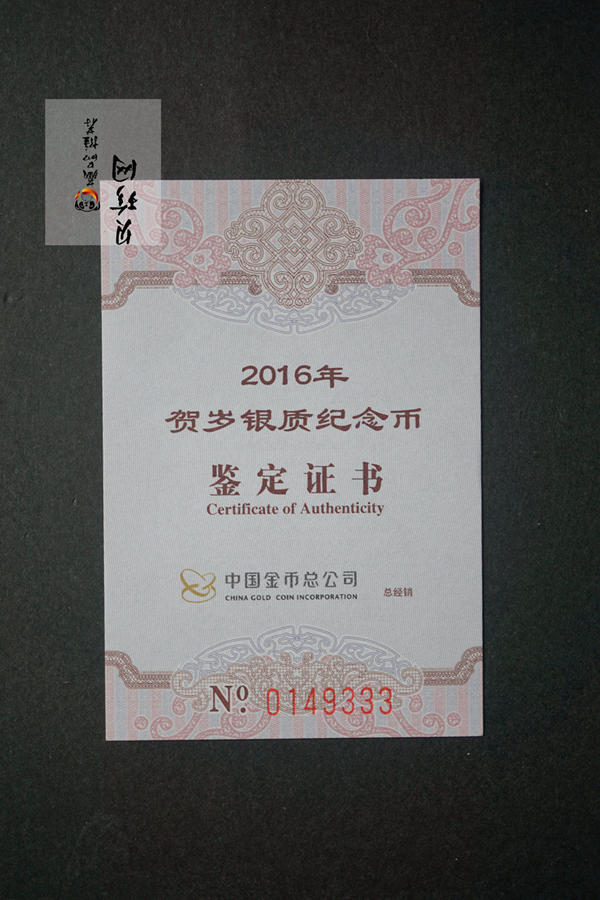 2016年
贺岁银质纪念币
鉴定证书
Certificate of Authenticity
中国金币总公司
CHINA GOLD COIN INCORPORATION
总经销
Nº. 0149333